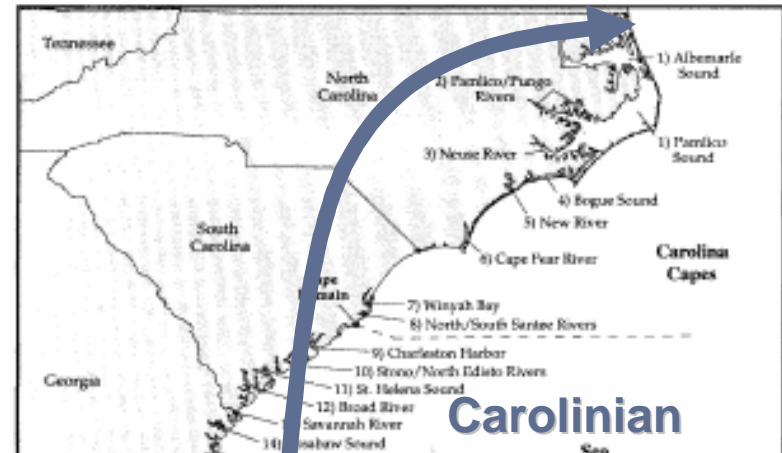 Tennessee
North
Carolina
1) Albemarle
Sound
2) Pamlico/Pungo
Rivers
1) Pamlico
Sound
3) Neuse River
4) Bogue Sound
5) New River
South
Carolina
6) Cape Fear River
Carolina
Capes
7) Winyah Bay
8) North/South Santee Rivers
9) Charleston Harbor
10) Stono/North Edisto Rivers
Georgia
11) St. Helena Sound
12) Broad River
Carolinian
Savannah River
14)
Sound
Sea